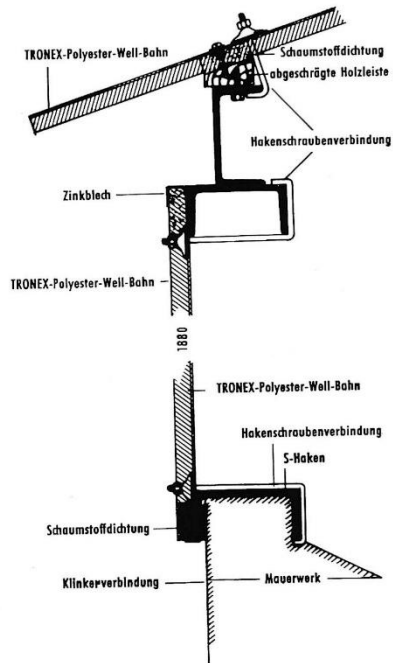 TRONEX-Polyester-Well-Bahn
Schaumstoffdichtung
abgeschrägte Holzleiste
Hakenschraubenverbindung
Zinkblech
TRONEX-Polyester-Well-Bahn
1880
TRONEX-Polyester-Well-Bahn
Hakenschraubenverbindung
S-Haken
Schaumstoffdichtung
Klinkerverbindung
Mauerwerk